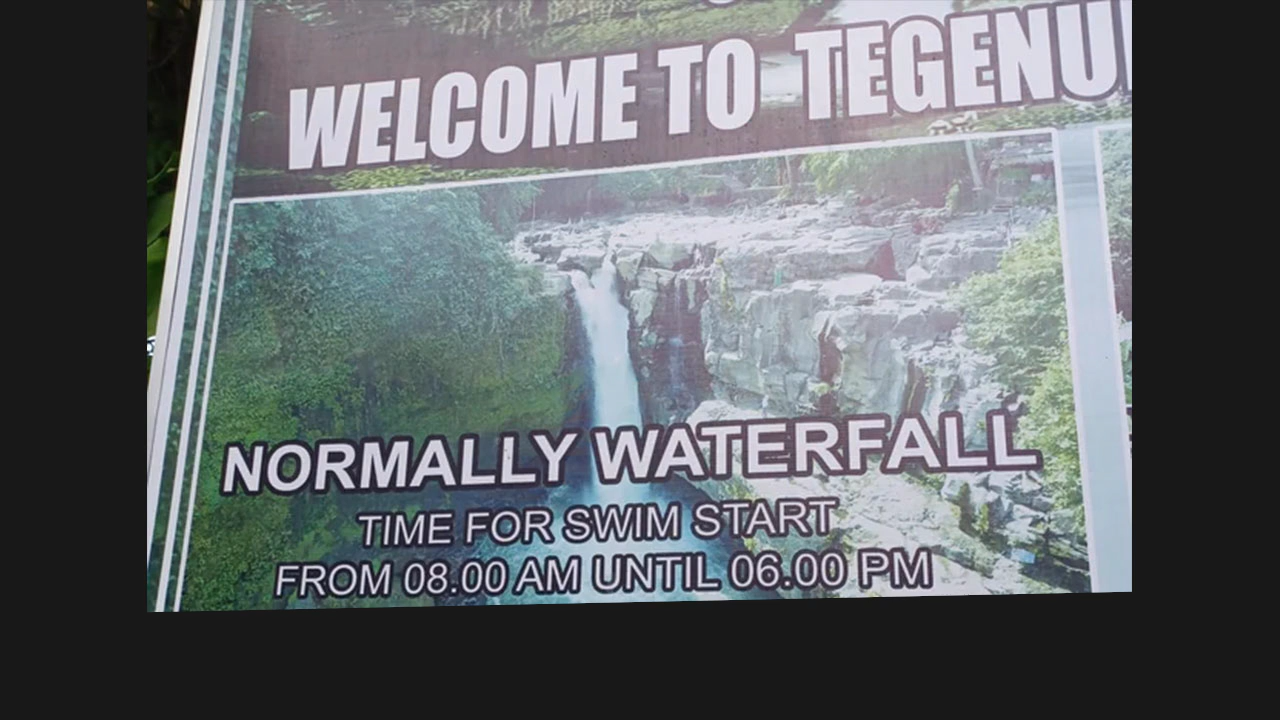 WELCOME TO TEGENU
NORMALLY WATERFALL
TIME FOR SWIM START
FROM 08.00 AM UNTIL 06.00 PM